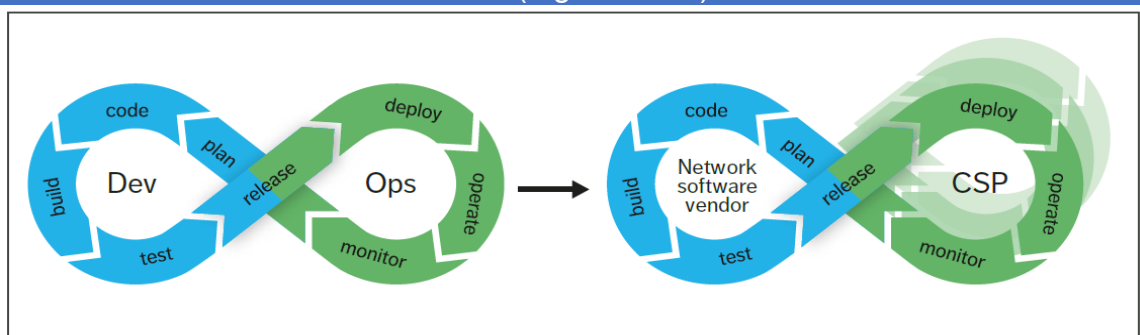 code
plan
Dev
build
test
release
deploy
Ops
operate
monitor
code
plan
Network
software
vendor
build
test
release
deploy
CSP
operate
monitor